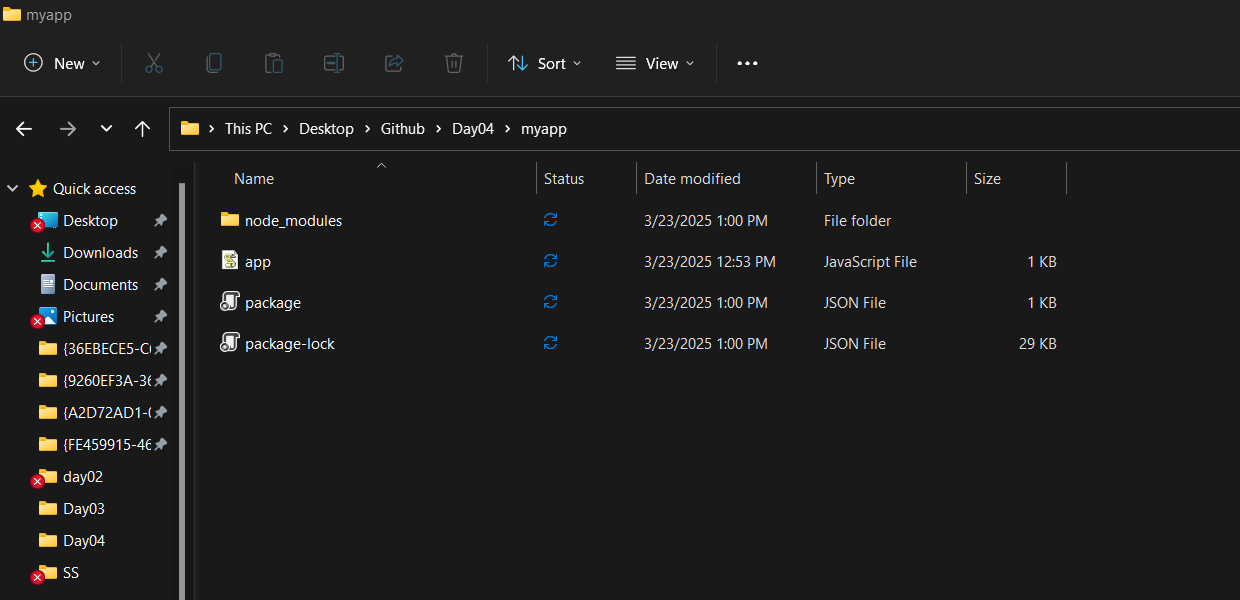 myapp
New Sort View
This PC Desktop Github Day04 myapp
Quick access
Desktop
Downloads
Documents
Pictures
{36EBECE5-C
{9260EF3A-36
{A2D72AD1-
{FE459915-46
day02
Day03
Day04
SS
Name Status Date modified Type Size
node_modules 3/23/2025 1:00 PM File folder
app 3/23/2025 12:53 PM JavaScript File 1 KB
package 3/23/2025 1:00 PM JSON File 1 KB
package-lock 3/23/2025 1:00 PM JSON File 29 KB